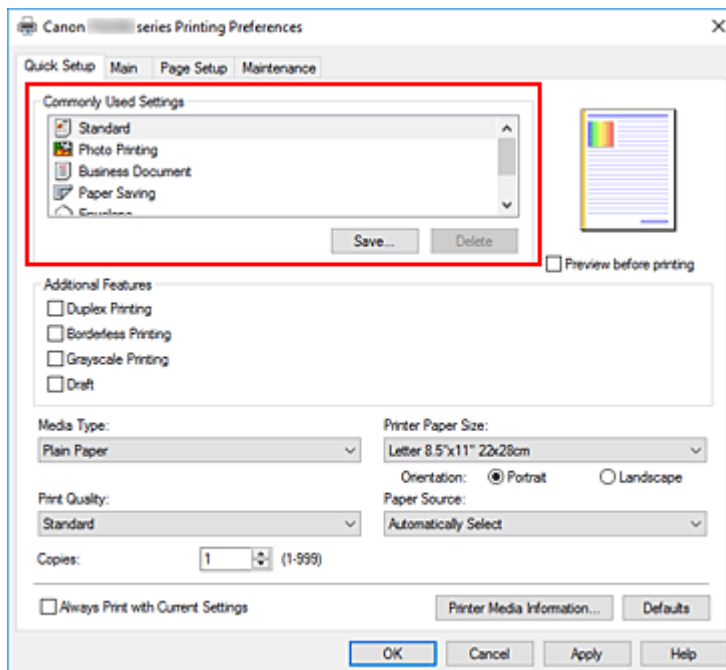 Canon series Printing Preferences
Quick Setup Main Page Setup Maintenance
Commonly Used Settings
Standard
Photo Printing
Business Document
Paper Saving
Envelope
Save... Delete
Preview before printing
Additional Features
Duplex Printing
Borderless Printing
Grayscale Printing
Draft
Media Type: Printer Paper Size:
Plain Paper Letter 8.5"x11" 22x28cm
Orientation: Portrait Landscape
Print Quality: Paper Source:
Standard Automatically Select
Copies: 1 (1-999)
Always Print with Current Settings Printer Media Information... Defaults
OK Cancel Apply Help